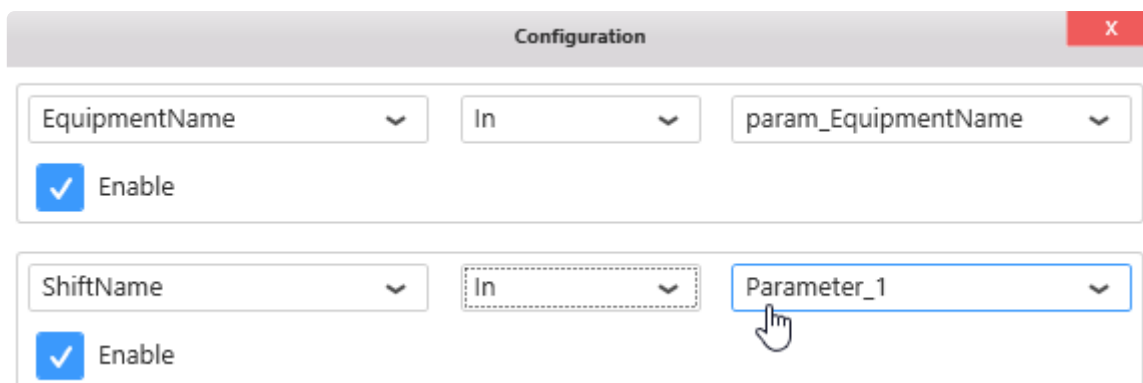 Configuration
X
EquipmentName In param_EquipmentName
Enable
ShiftName In Parameter_1
Enable